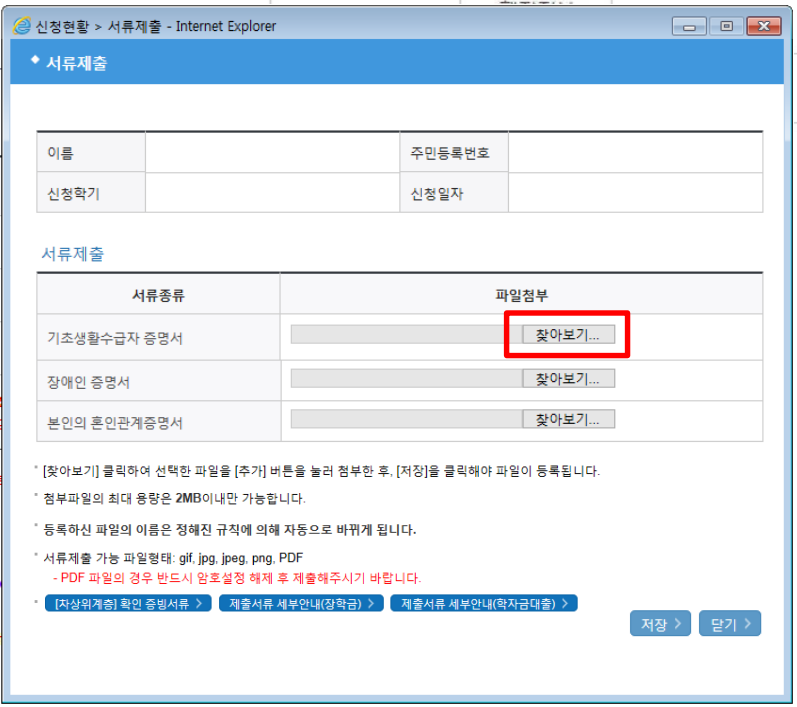 신청현황 > 서류제출 - Internet Explorer
서류제출
이름 주민등록번호
신청학기 신청일자
서류제출
서류종류 파일첨부
기초생활수급자 증명서 찾아보기...
장애인 증명서 찾아보기...
본인의 혼인관계증명서 찾아보기...
* [찾아보기] 클릭하여 선택한 파일을 [추가] 버튼을 눌러 첨부한 후, [저장]을 클릭해야 파일이 등록됩니다.
* 첨부파일의 최대 용량은 2MB이내만 가능합니다.
* 등록하신 파일의 이름은 정해진 규칙에 의해 자동으로 바뀌게 됩니다.
* 서류제출 가능 파일형태: gif, jpg, jpeg, png, PDF
- PDF 파일의 경우 반드시 암호설정 해제 후 제출해주시기 바랍니다.
* [차상위계층] 확인 증빙서류 > 제출서류 세부안내(장학금) > 제출서류 세부안내(학자금대출) >
저장 > 닫기 >